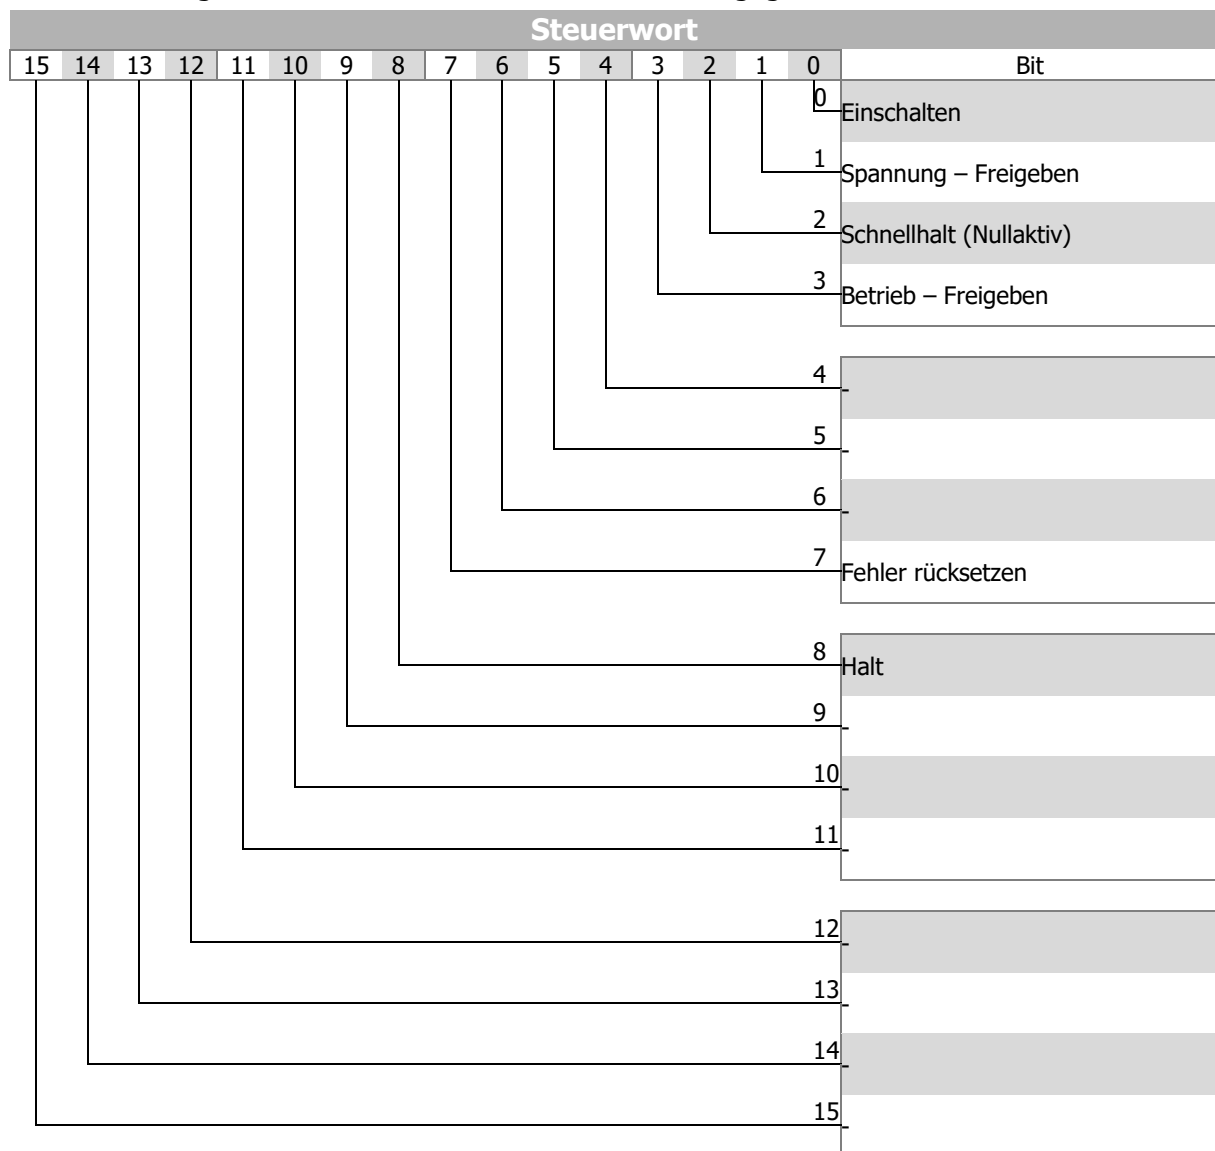 Steuerwort
15 14 13 12 11 10 9 8 7 6 5 4 3 2 1 0 Bit
0 Einschalten
1 Spannung – Freigeben
2 Schnellhalt (Nullaktiv)
3 Betrieb – Freigeben
4 -
5 -
6 -
7 Fehler rücksetzen
8 Halt
9 -
10 -
11 -
12 -
13 -
14 -
15 -